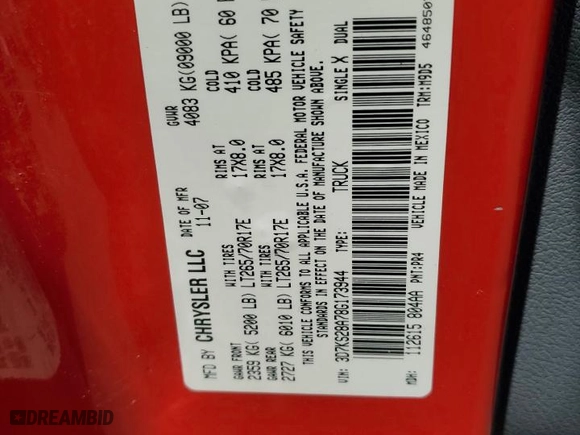 MFD BY CHRYSLER LLC
DATE OF MFR
11-07
GVWR
4083 KG(09000 LB)
GAWR FRONT
WITH TIRES
RIMS AT
COLD
2359 KG( 5200 LB) LT265/70R17E
17X8.0
410 KPA( 60
GAWR REAR
WITH TIRES
RIMS AT
COLD
2727 KG( 6010 LB) LT265/70R17E
17X8.0
485 KPA( 70
THIS VEHICLE CONFORMS TO ALL APPLICABLE U.S.A. FEDERAL MOTOR VEHICLE SAFETY
STANDARDS IN EFFECT ON THE DATE OF MANUFACTURE SHOWN ABOVE.
VIN: 3D7KS28A78G173944 TYPE: TRUCK SINGLE X DUAL
MDH: 112615 804AA PNT:PR4 VEHICLE MADE IN MEXICO TRM:M9D5
DREAMBID